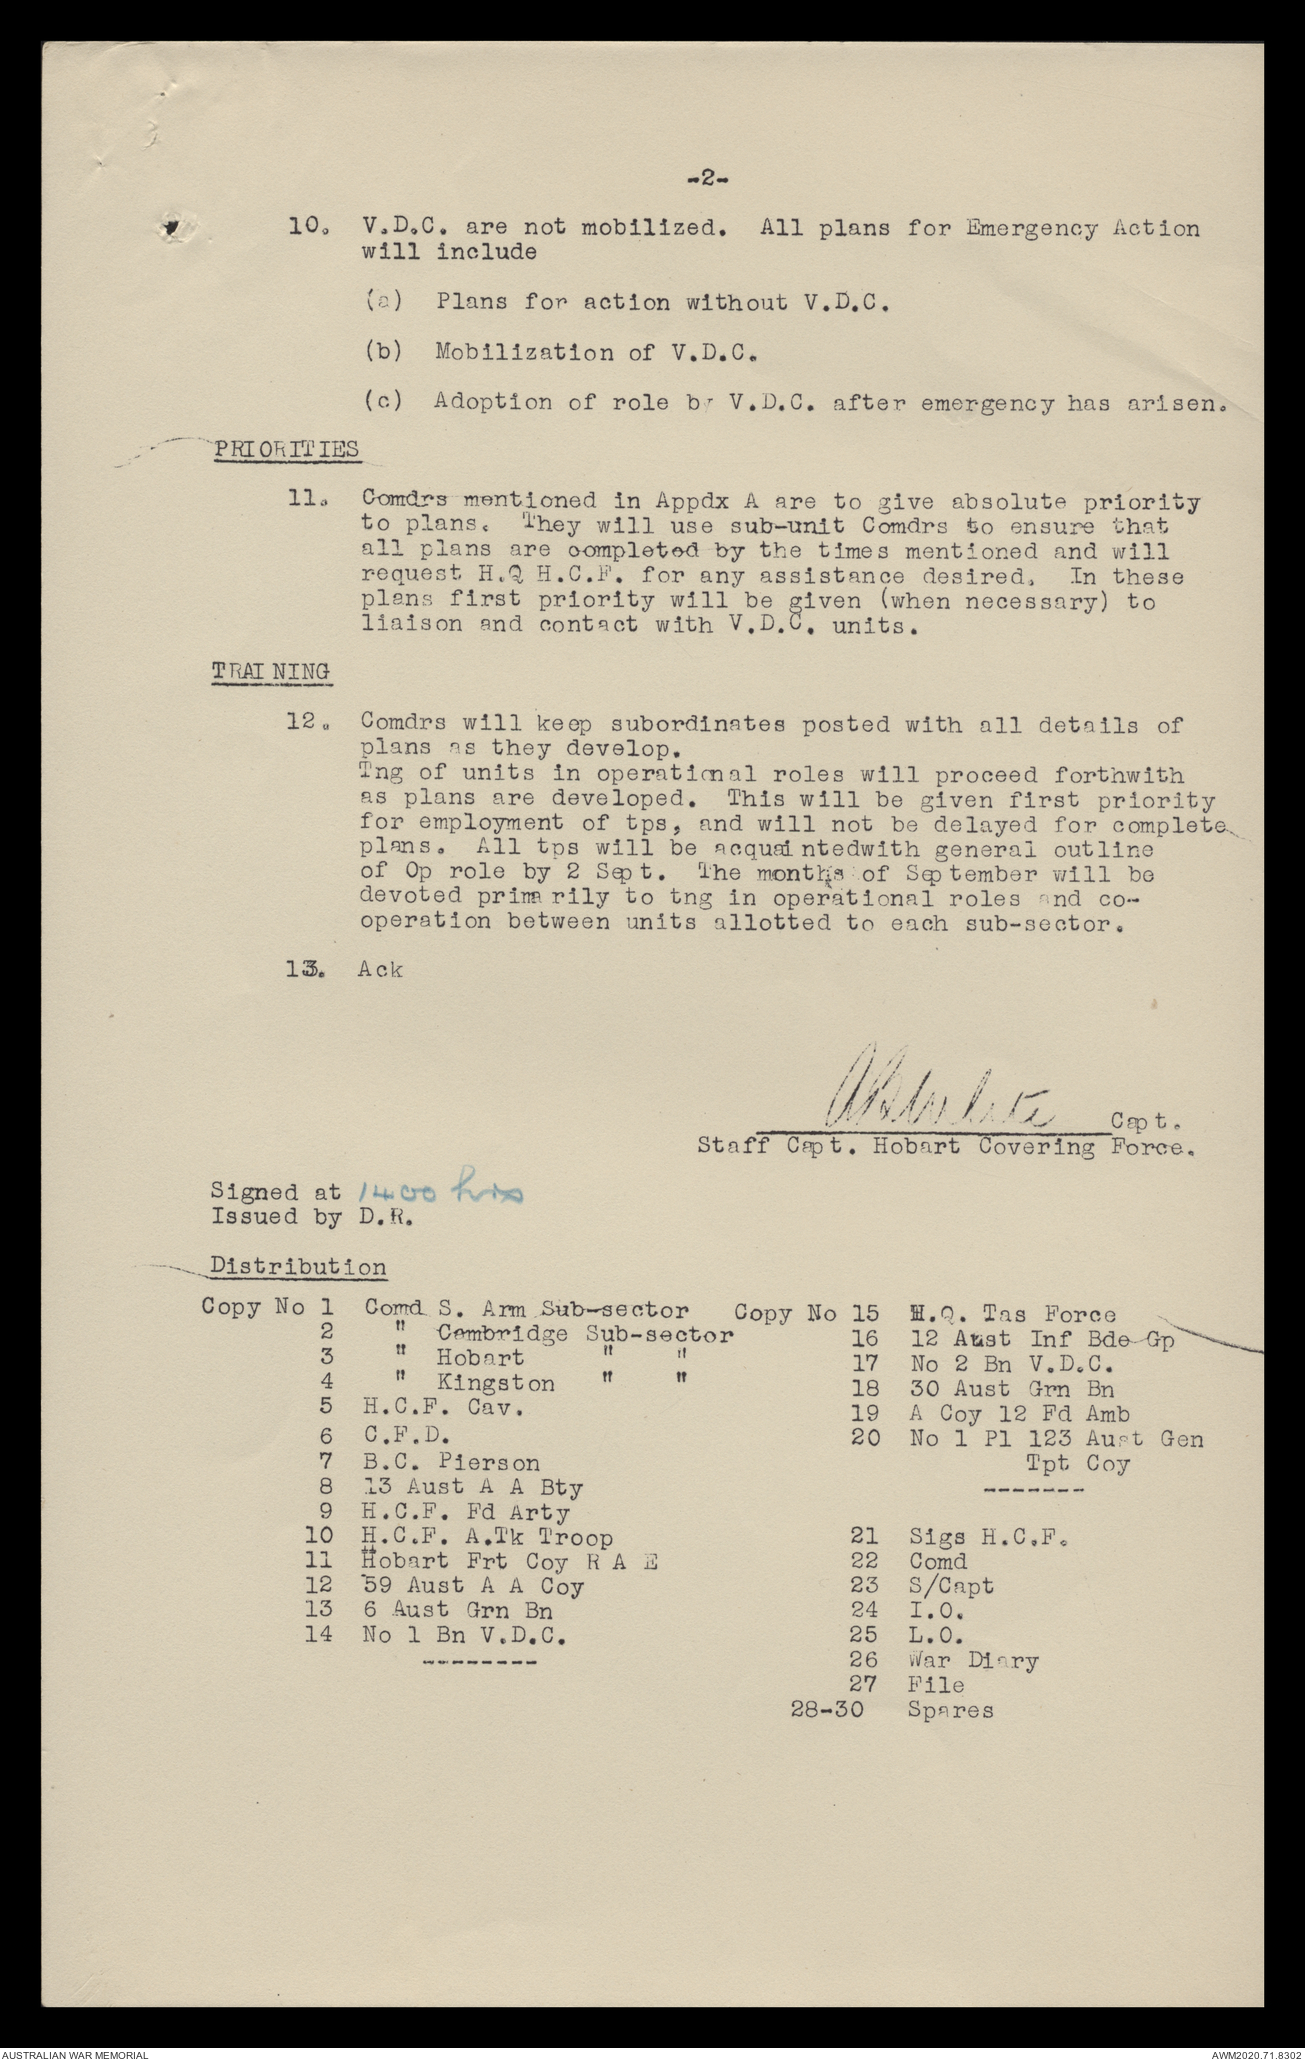 -2-
10. V.D.C. are not mobilized. All plans for Emergency Action
will include
(a) Plans for action without V.D.C.
(b) Mobilization of V.D.C.
(c) Adoption of role by V.D.C. after emergency has arisen.
PRIORITIES
11. Comdrs mentioned in Appdx A are to give absolute priority
to plans. They will use sub-unit Comdrs to ensure that
all plans are completed by the times mentioned and will
request H.Q H.C.F. for any assistance desired. In these
plans first priority will be given (when necessary) to
liaison and contact with V.D.C. units.
TRAINING
12. Comdrs will keep subordinates posted with all details of
plans as they develop.
Tng of units in operational roles will proceed forthwith
as plans are developed. This will be given first priority
for employment of tps, and will not be delayed for complete
plans. All tps will be acquaintedwith general outline
of Op role by 2 Sept. The months of September will be
devoted primarily to tng in operational roles and co-
operation between units allotted to each sub-sector.
13. Ack
Capt.
Staff Capt. Hobart Covering Force.
Signed at 1400 hrs
Issued by D.R.
Distribution
Copy No 1 Comd S. Arm Sub-sector
2 " Cambridge Sub-sector
3 " Hobart " "
4 " Kingston " "
5 H.C.F. Cav.
6 C.F.D.
7 B.C. Pierson
8 13 Aust A A Bty
9 H.C.F. Fd Arty
10 H.C.F. A.Tk Troop
11 Hobart Frt Coy R A E
12 59 Aust A A Coy
13 6 Aust Grn Bn
14 No 1 Bn V.D.C.
--------
Copy No 15 H.Q. Tas Force
16 12 Aust Inf Bde Gp
17 No 2 Bn V.D.C.
18 30 Aust Grn Bn
19 A Coy 12 Fd Amb
20 No 1 Pl 123 Aust Gen
Tpt Coy
-------
21 Sigs H.C.F.
22 Comd
23 S/Capt
24 I.O.
25 L.O.
26 War Diary
27 File
28-30 Spares
AUSTRALIAN WAR MEMORIAL
AWM2020.71.8302